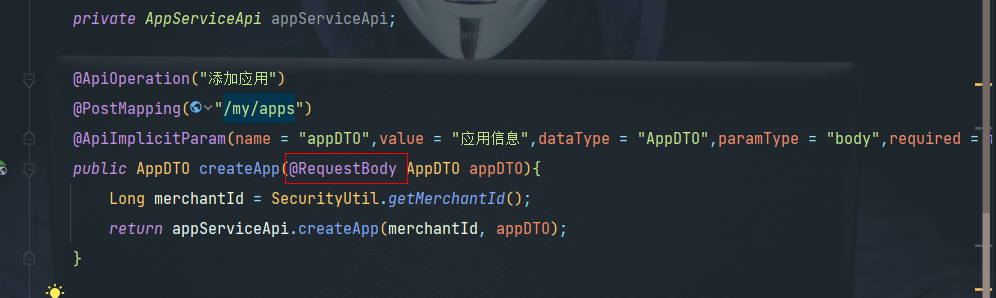 private AppServiceApi appServiceApi;
@ApiOperation("添加应用")
@PostMapping("/my/apps")
@ApiImplicitParam(name = "appDTO",value = "应用信息",dataType = "AppDTO",paramType = "body",required =
public AppDTO createApp(@RequestBody AppDTO appDTO){
Long merchantId = SecurityUtil.getMerchantId();
return appServiceApi.createApp(merchantId, appDTO);
}